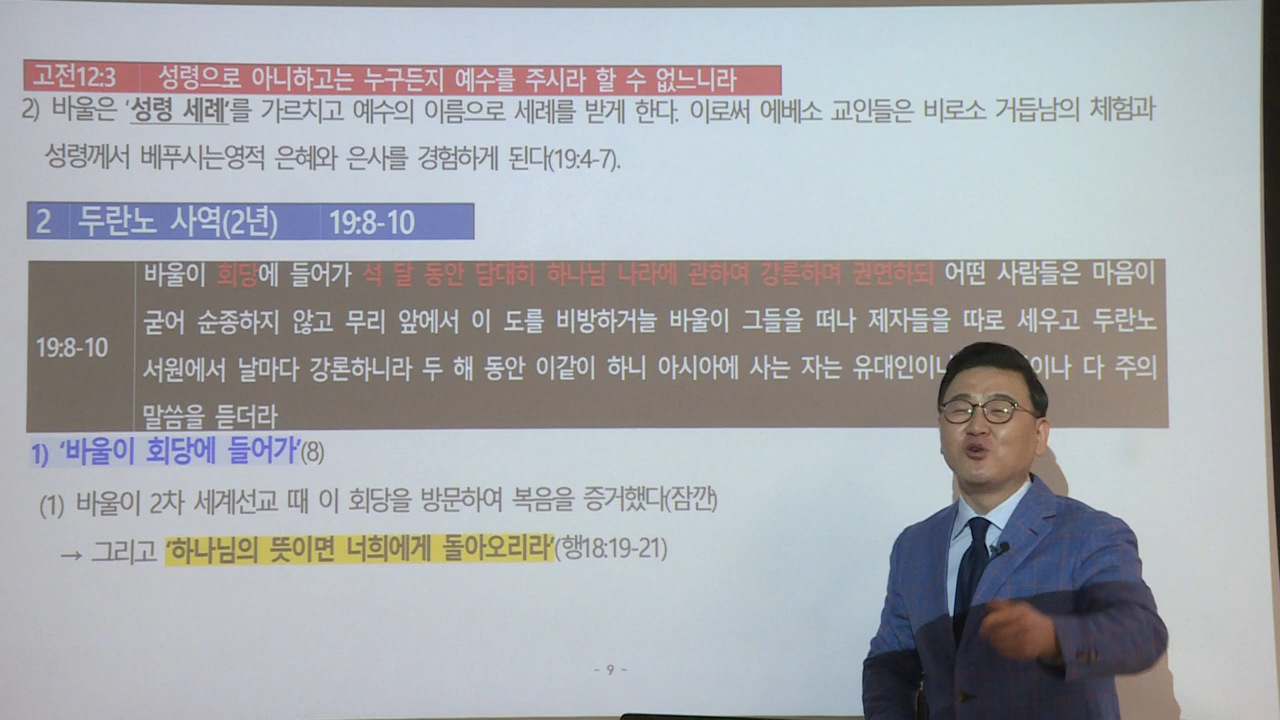 고전12:3 성령으로 아니하고는 누구든지 예수를 주시라 할 수 없느니라
2) 바울은 '성령 세례'를 가르치고 예수의 이름으로 세례를 받게 한다. 이로써 에베소 교인들은 비로소 거듭남의 체험과
성령께서 베푸시는영적 은혜와 은사를 경험하게 된다(19:4-7).
2 두란노 사역(2년) 19:8-10
바울이 회당에 들어가 석 달 동안 담대히 하나님 나라에 관하여 강론하며 권면하되 어떤 사람들은 마음이
굳어 순종하지 않고 무리 앞에서 이 도를 비방하거늘 바울이 그들을 떠나 제자들을 따로 세우고 두란노
19:8-10
서원에서 날마다 강론하니라 두 해 동안 이같이 하니 아시아에 사는 자는 유대인이나 이나 다 주의
말씀을 듣더라
1) '바울이 회당에 들어가'(8)
(1) 바울이 2차 세계선교 때 이 회당을 방문하여 복음을 증거했다(잠깐)
→ 그리고 '하나님의 뜻이면 너희에게 돌아오리라'(행18:19-21)
- 9 -